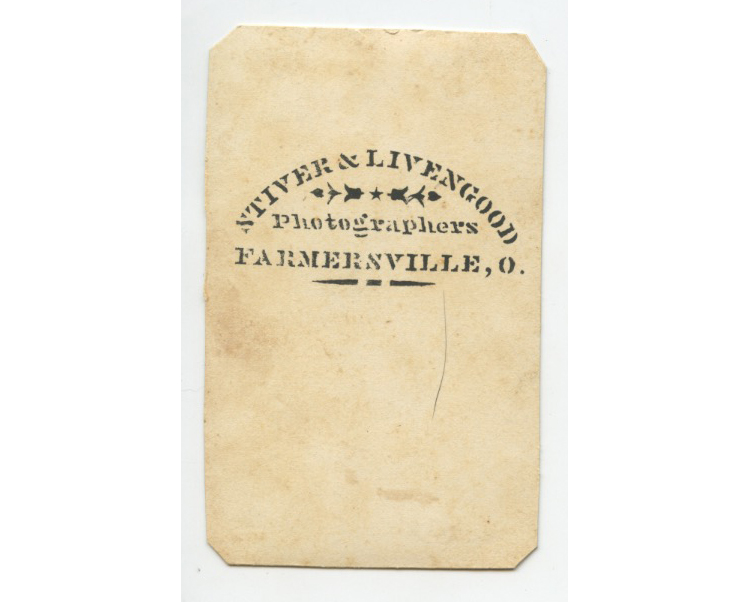 STIVER & LIVENGOOD
Photographers
FARMERSVILLE, O.